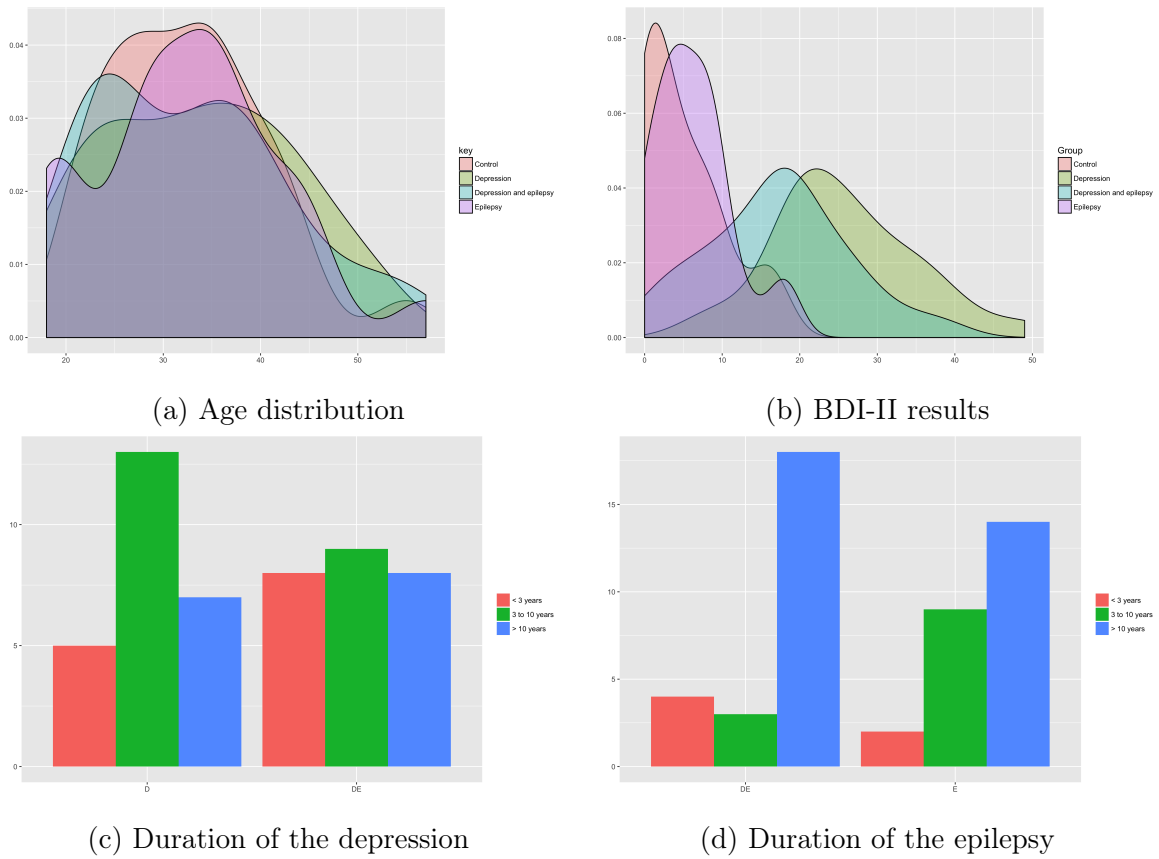 0.04
0.03
0.02
0.01
0.00
20 30 40 50
key
Control
Depression
Depression and epilepsy
Epilepsy
(a) Age distribution
0.08
0.06
0.04
0.02
0.00
0 10 20 30 40 50
Group
Control
Depression
Depression and epilepsy
Epilepsy
(b) BDI-II results
10
5
0
D DE
< 3 years
3 to 10 years
> 10 years
(c) Duration of the depression
15
10
5
0
DE E
< 3 years
3 to 10 years
> 10 years
(d) Duration of the epilepsy